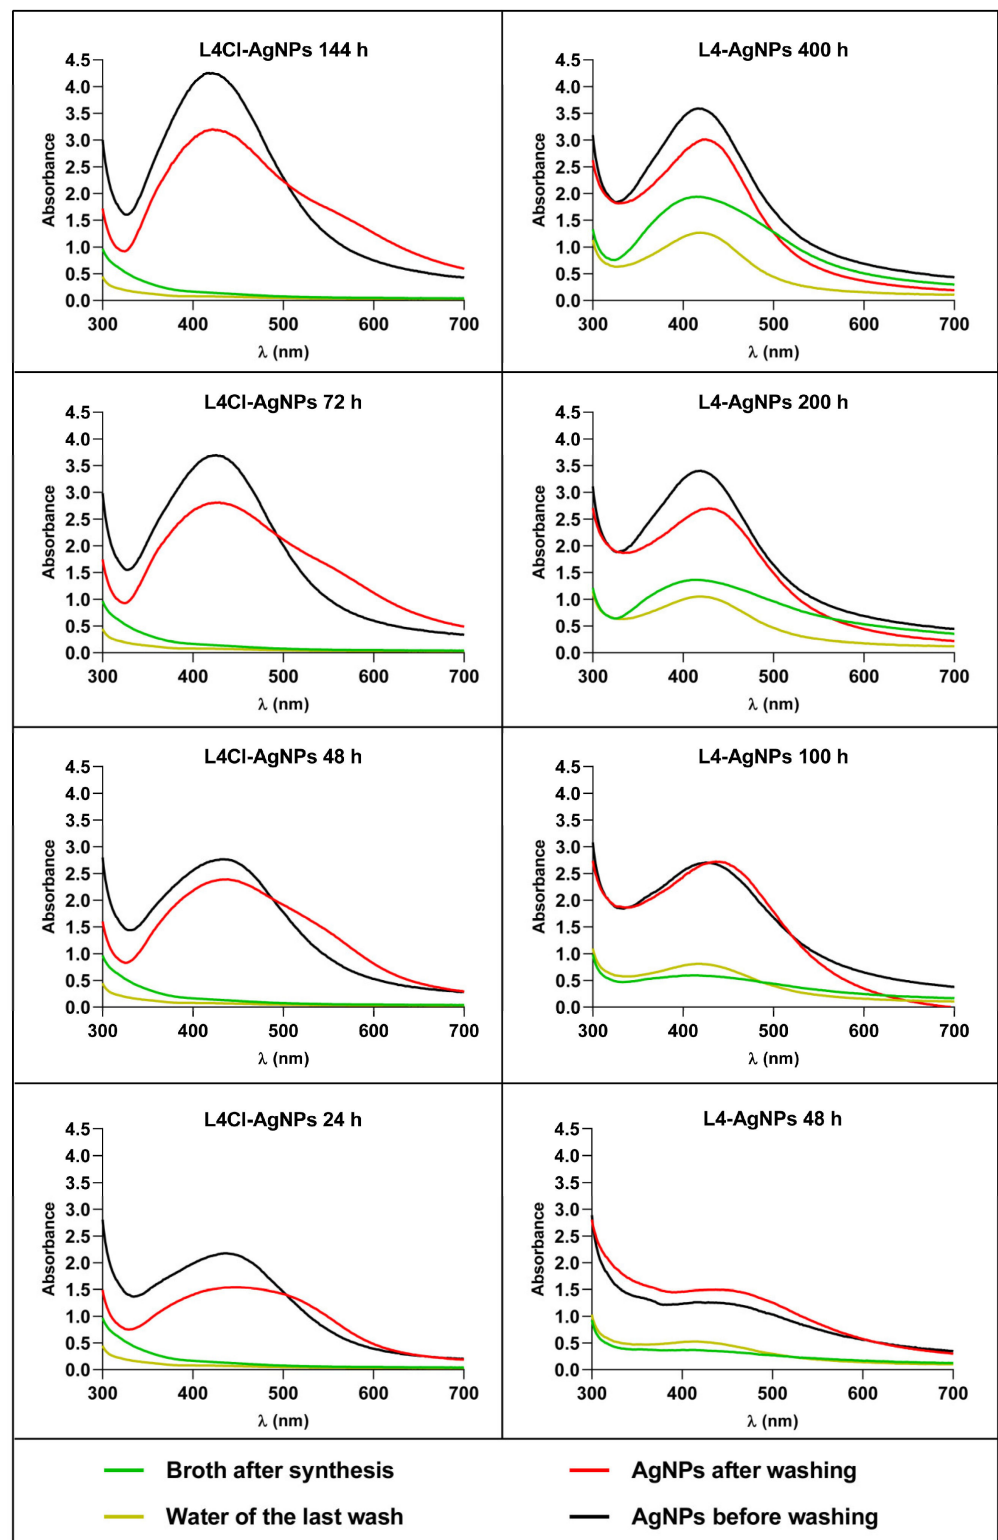 L4Cl-AgNPs 144 h
4.5
4.0
3.5
3.0
2.5
2.0
1.5
1.0
0.5
0.0
Absorbance
300 400 500 600 700
λ (nm)
L4-AgNPs 400 h
4.5
4.0
3.5
3.0
2.5
2.0
1.5
1.0
0.5
0.0
Absorbance
300 400 500 600 700
λ (nm)
L4Cl-AgNPs 72 h
4.5
4.0
3.5
3.0
2.5
2.0
1.5
1.0
0.5
0.0
Absorbance
300 400 500 600 700
λ (nm)
L4-AgNPs 200 h
4.5
4.0
3.5
3.0
2.5
2.0
1.5
1.0
0.5
0.0
Absorbance
300 400 500 600 700
λ (nm)
L4Cl-AgNPs 48 h
4.5
4.0
3.5
3.0
2.5
2.0
1.5
1.0
0.5
0.0
Absorbance
300 400 500 600 700
λ (nm)
L4-AgNPs 100 h
4.5
4.0
3.5
3.0
2.5
2.0
1.5
1.0
0.5
0.0
Absorbance
300 400 500 600 700
λ (nm)
L4Cl-AgNPs 24 h
4.5
4.0
3.5
3.0
2.5
2.0
1.5
1.0
0.5
0.0
Absorbance
300 400 500 600 700
λ (nm)
L4-AgNPs 48 h
4.5
4.0
3.5
3.0
2.5
2.0
1.5
1.0
0.5
0.0
Absorbance
300 400 500 600 700
λ (nm)
Broth after synthesis
AgNPs after washing
Water of the last wash
AgNPs before washing